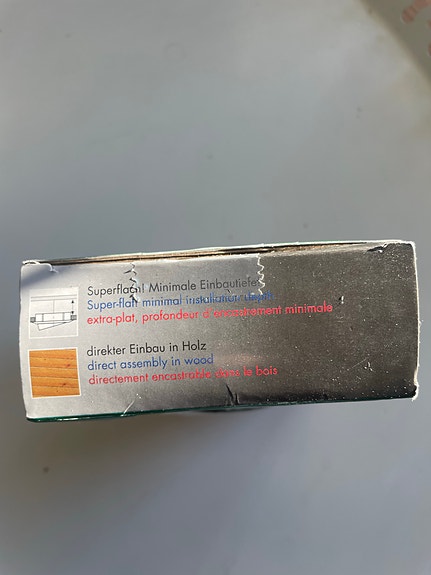 Superflach! Minimale Einbautiefe
Super-flat! minimal installation depth
extra-plat, profondeur d'encastrement minimale
direkter Einbau in Holz
direct assembly in wood
directement encastrable dans le bois